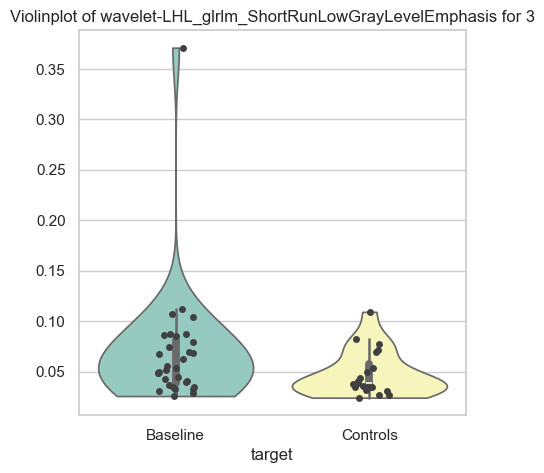 Violinplot of wavelet-LHL_glrlm_ShortRunLowGrayLevelEmphasis for 3
0.35
0.30
0.25
0.20
0.15
0.10
0.05
Baseline Controls
target